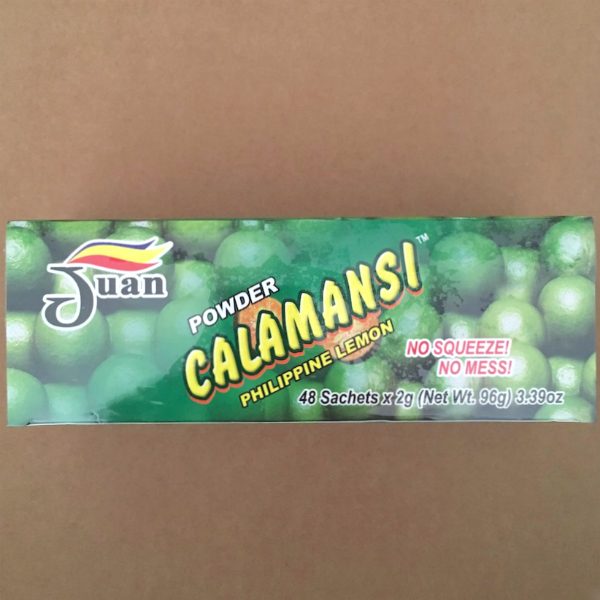 Juan
POWDER
CALAMANSI™
PHILIPPINE LEMON
NO SQUEEZE!
NO MESS!
48 Sachets x 2g (Net Wt. 96g) 3.39oz